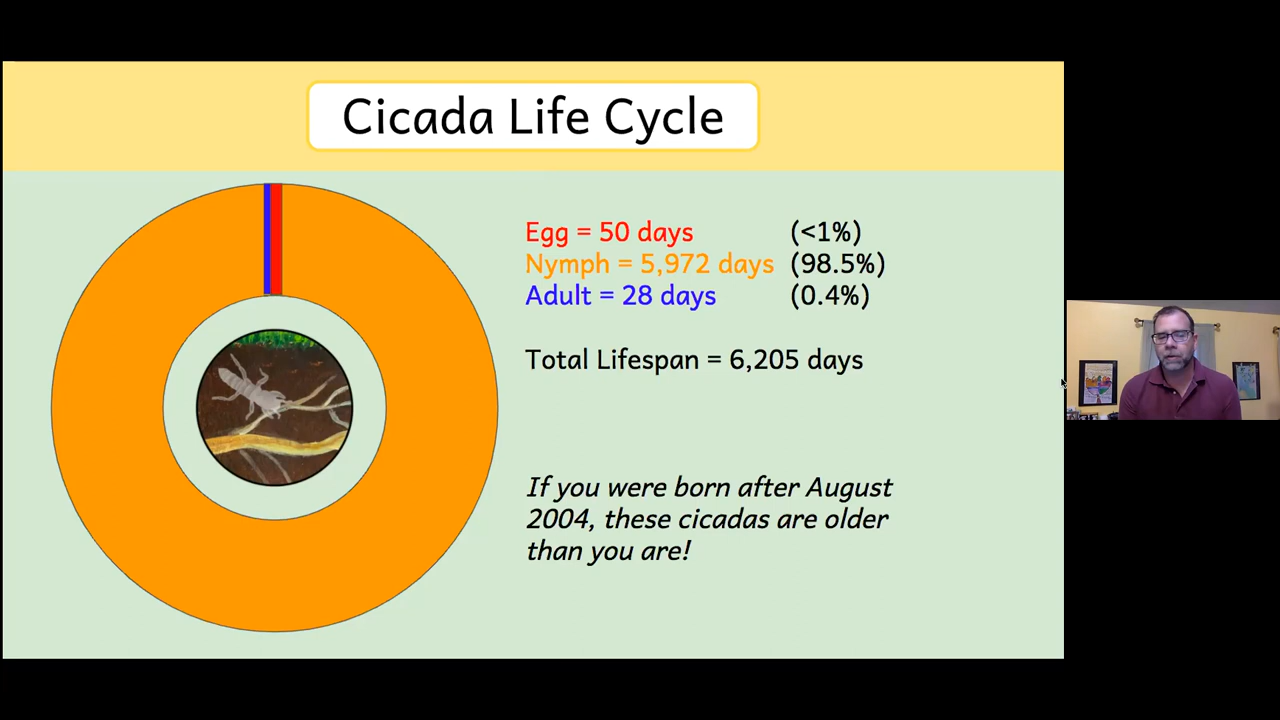 Cicada Life Cycle
Egg = 50 days (<1%)
Nymph = 5,972 days (98.5%)
Adult = 28 days (0.4%)
Total Lifespan = 6,205 days
If you were born after August
2004, these cicadas are older
than you are!